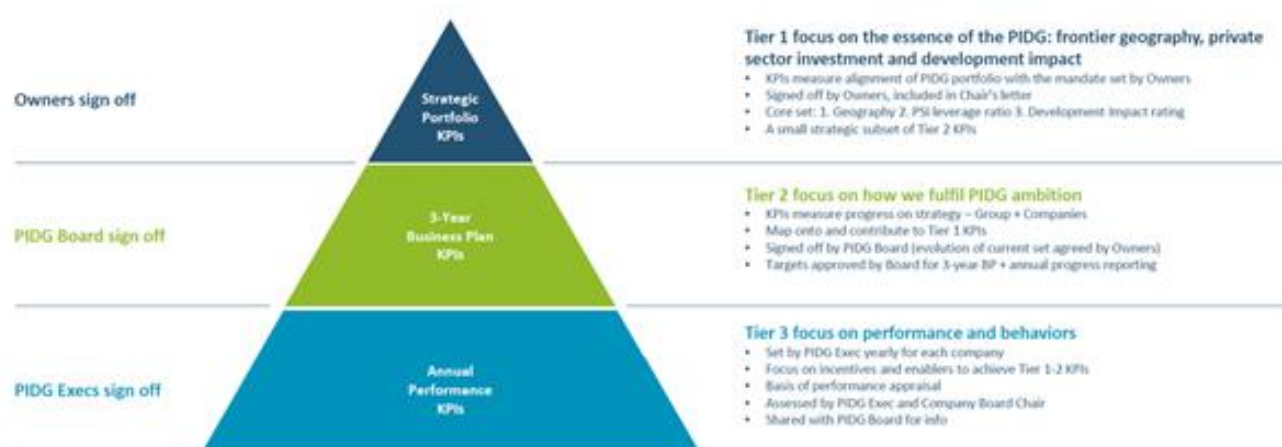 Owners sign off
Strategic
Portfolio
KPIs
Tier 1 focus on the essence of the PIDG: frontier geography, private
sector investment and development impact
• KPIs measure alignment of PIDG portfolio with the mandate set by Owners
• Signed off by Owners, included in Chair's letter
• Core set: 1. Geography 2. PSI leverage ratio 3. Development Impact rating
• A small strategic subset of Tier 2 KPIs
PIDG Board sign off
3-Year
Business Plan
KPIs
Tier 2 focus on how we fulfil PIDG ambition
• KPIs measure progress on strategy – Group + Companies
• Map onto and contribute to Tier 1 KPIs
• Signed off by PIDG Board (evolution of current set agreed by Owners)
• Targets approved by Board for 3-year BP + annual progress reporting
PIDG Execs sign off
Annual
Performance
KPIs
Tier 3 focus on performance and behaviors
• Set by PIDG Exec yearly for each company
• Focus on incentives and enablers to achieve Tier 1-2 KPIs
• Basis of performance appraisal
• Assessed by PIDG Exec and Company Board Chair
• Shared with PIDG Board for info